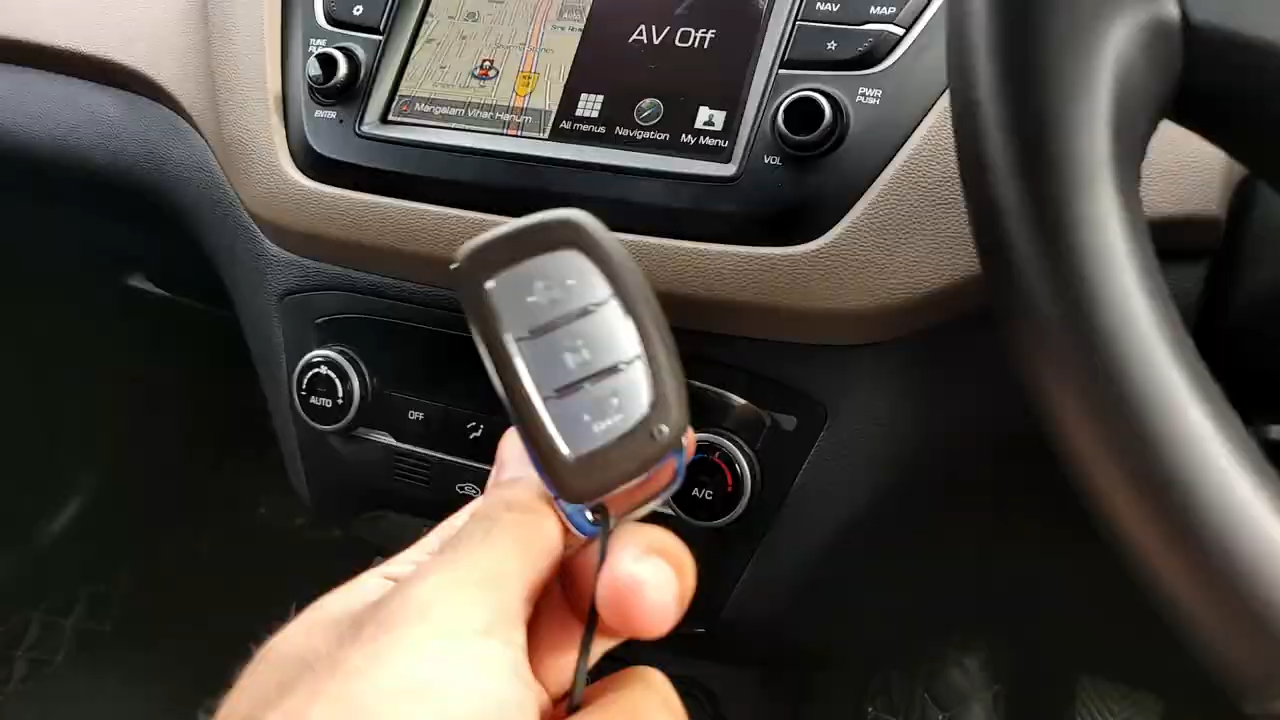 NAV
MAP
AV Off
TUNE
ENTER
Mangalam Vihar Hanum
All menus
Navigation
My Menu
PWR
PUSH
VOL
AUTO
OFF
A/C